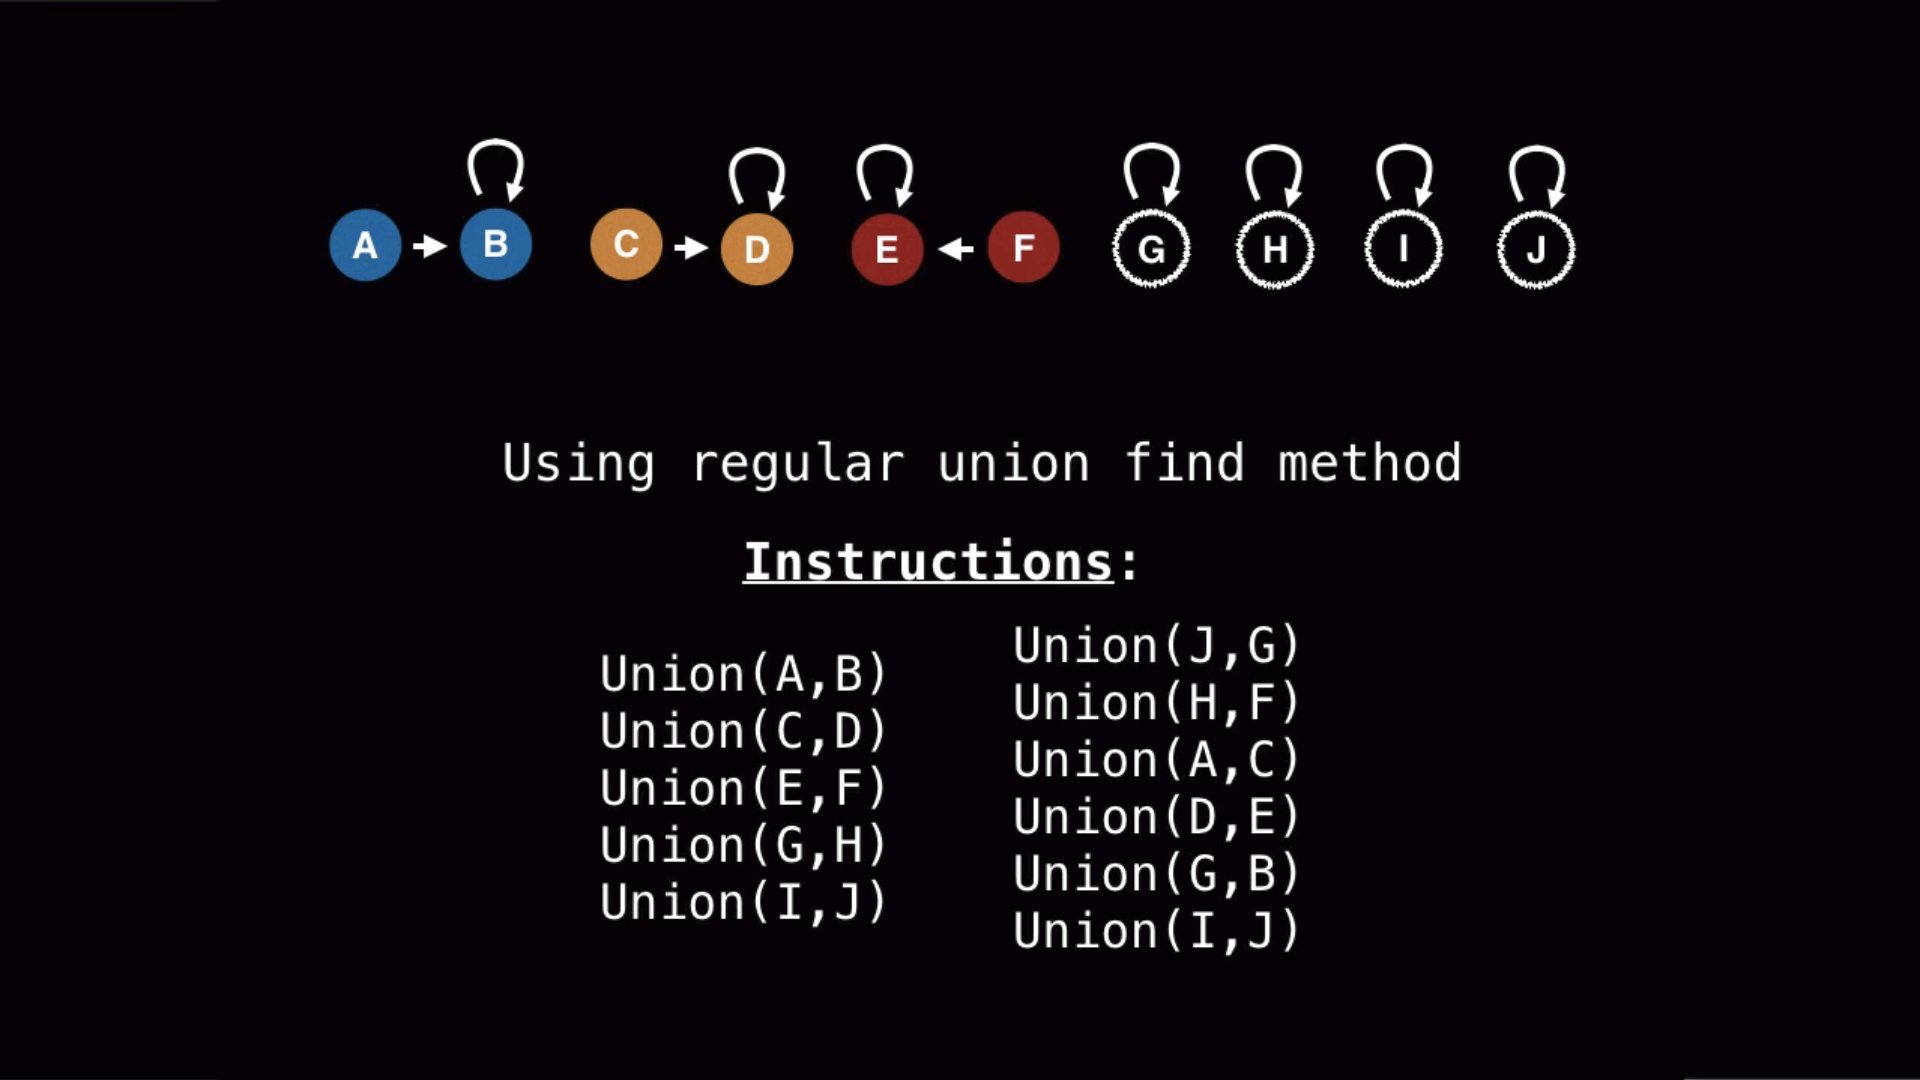 A B C D E F G H I J
Using regular union find method
Instructions:
Union(A,B)
Union(C,D)
Union(E,F)
Union(G,H)
Union(I,J)
Union(J,G)
Union(H,F)
Union(A,C)
Union(D,E)
Union(G,B)
Union(I,J)